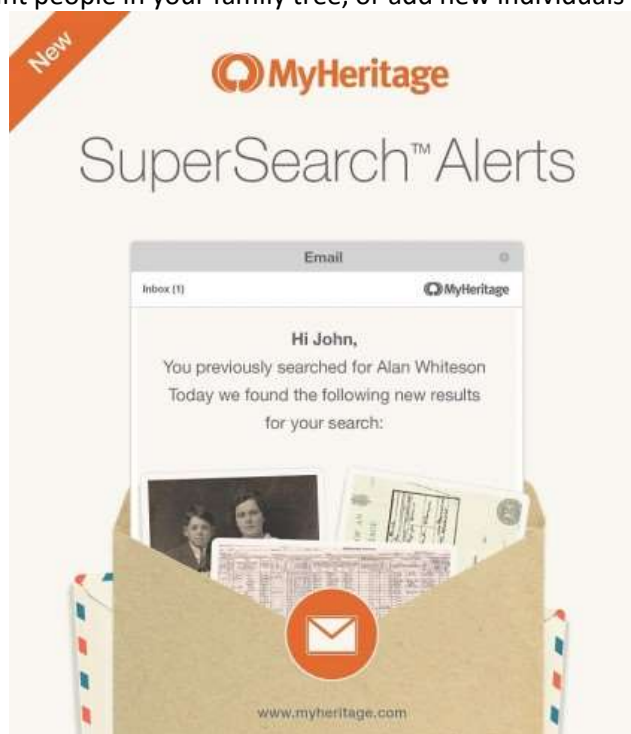 nt people in your family tree, or add new individuals
New
MyHeritage
SuperSearch™ Alerts
Email
Inbox (1)
MyHeritage
Hi John,
You previously searched for Alan Whiteson
Today we found the following new results
for your search:
OF AN
www.myheritage.com